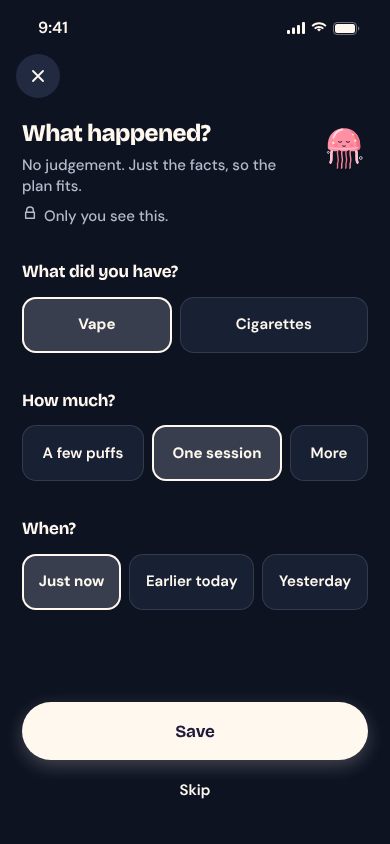 9:41
What happened?
No judgement. Just the facts, so the
plan fits.
Only you see this.
What did you have?
Vape
Cigarettes
How much?
A few puffs
One session
More
When?
Just now
Earlier today
Yesterday
Save
Skip